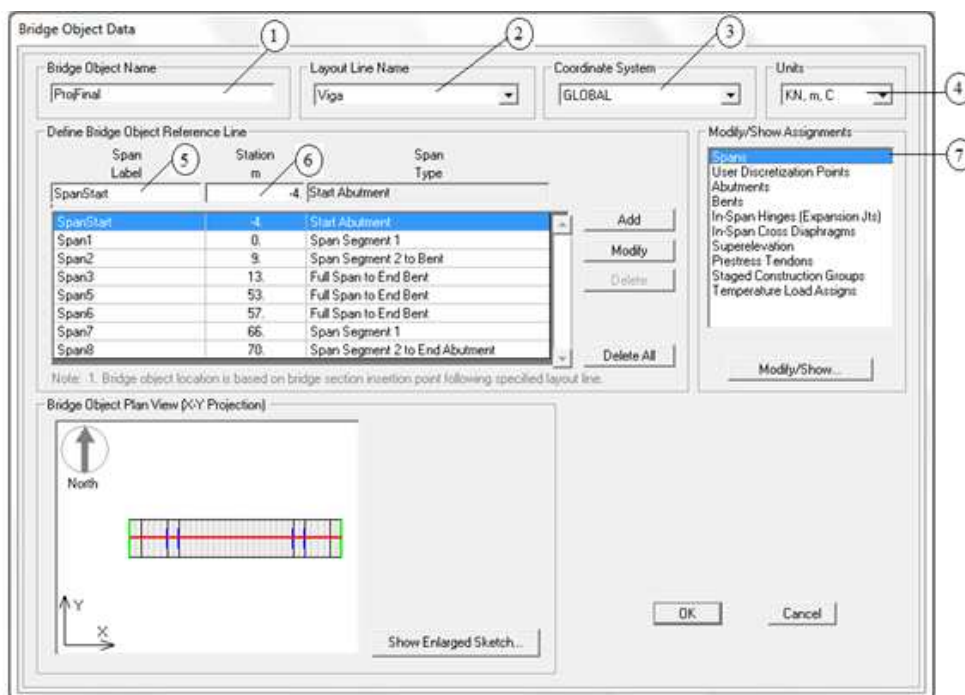 Bridge Object Data
1
2
3
Bridge Object Name
Layout Line Name
Coordinate System
Units
ProjFinal
Viga
GLOBAL
KN, m, C
4
Define Bridge Object Reference Line
Modify/Show Assignments
Span Label
5
Station m
6
Span Type
7
SpanStart -4. Start Abutment
SpanStart -4. Start Abutment
Span1 0. Span Segment 1
Span2 9. Span Segment 2 to Bent
Span3 13. Full Span to End Bent
Span5 53. Full Span to End Bent
Span6 57. Full Span to End Bent
Span7 66. Span Segment 1
Span8 70. Span Segment 2 to End Abutment
Add
Modify
Delete
Delete All
Spans
User Discretization Points
Abutments
Bents
In-Span Hinges (Expansion Jts)
In-Span Cross Diaphragms
Superelevation
Prestress Tendons
Staged Construction Groups
Temperature Load Assigns
Modify/Show...
Note: 1. Bridge object location is based on bridge section insertion point following specified layout line.
Bridge Object Plan View (X-Y Projection)
North
Y
X
Show Enlarged Sketch...
OK
Cancel